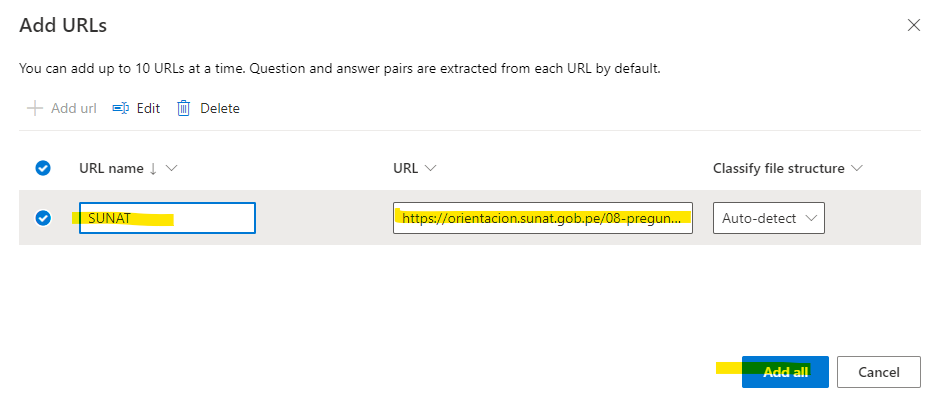 Add URLs
You can add up to 10 URLs at a time. Question and answer pairs are extracted from each URL by default.
Add url Edit Delete
URL name URL Classify file structure
SUNAT https://orientacion.sunat.gob.pe/08-pregun... Auto-detect
Add all Cancel